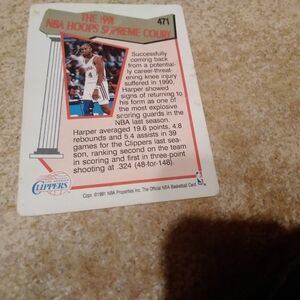 471
THE 1991
NBA HOOPS SUPREME COURT
Successfully
coming back
from a potential-
ly career-threat-
ening knee injury
suffered in 1990,
Harper showed
signs of returning to
his form as one of
the most explosive
scoring guards in the
NBA last season.
Harper averaged 19.6 points, 4.8
rebounds and 5.4 assists in 39
games for the Clippers last sea-
son, ranking second on the team
in scoring and first in three-point
shooting at .324 (48-for-148).
CLIPPERS
Copr. ©1991 NBA Properties Inc. The Official NBA Basketball Card